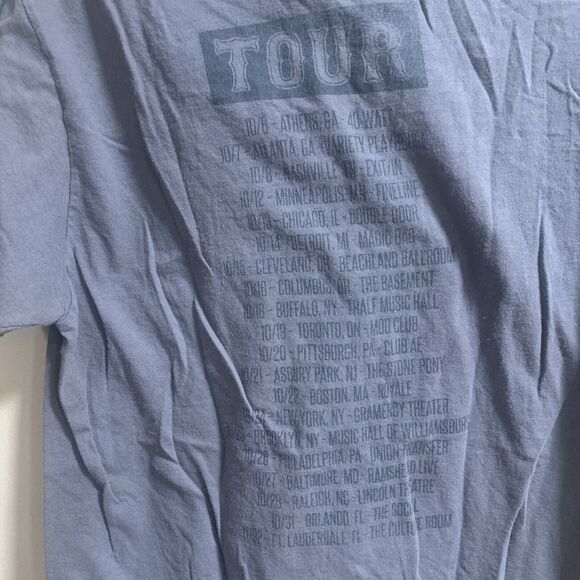 TOUR
10/6 - ATHENS, GA - 40 WATT
10/7 - ATLANTA, GA - VARIETY PLAYHOUSE
10/8 - NASHVILLE, TN - EXIT/IN
10/12 - MINNEAPOLIS, MN - FINELINE
10/13 - CHICAGO, IL - DOUBLE DOOR
10/14 - DETROIT, MI - MAGIC BAG
10/15 - CLEVELAND, OH - BEACHLAND BALLROOM
10/16 - COLUMBUS, OH - THE BASEMENT
10/18 - BUFFALO, NY - TRALF MUSIC HALL
10/19 - TORONTO, ON - MOD CLUB
10/20 - PITTSBURGH, PA - CLUB AE
10/21 - ASBURY PARK, NJ - THE STONE PONY
10/22 - BOSTON, MA - ROYALE
NEW YORK, NY - GRAMERCY THEATER
BROOKLYN, NY - MUSIC HALL OF WILLIAMSBURG
10/26 - PHILADELPHIA, PA - UNION TRANSFER
10/27 - BALTIMORE, MD - RAMSHEAD LIVE
RALEIGH, NC - LINCOLN THEATRE
10/31 - ORLANDO, FL - THE SOCIAL
FT. LAUDERDALE, FL - THE CULTURE ROOM